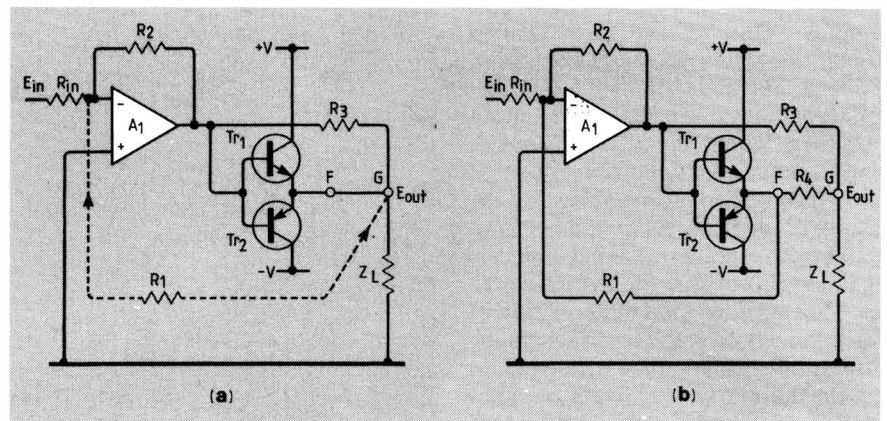 R2
+V
Ein Rin
-
A1
+
R3
Tr1
F G Eout
Tr2
-V
ZL
R1
(a)
R2
+V
Ein Rin
-
A1
+
R3
Tr1
F R4 G Eout
Tr2
-V
ZL
R1
(b)